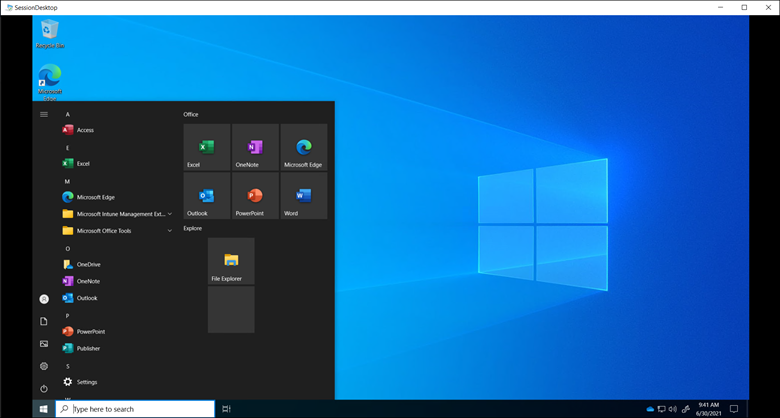 SessionDesktop
Recycle Bin
Microsoft
Edge
A
Access
E
Excel
M
Microsoft Edge
Microsoft Intune Management Ext...
Microsoft Office Tools
O
OneDrive
OneNote
Outlook
P
PowerPoint
Publisher
S
Settings
W
Office
Excel
OneNote
Microsoft Edge
Outlook
PowerPoint
Word
Explore
File Explorer
Type here to search
9:41 AM
6/30/2021